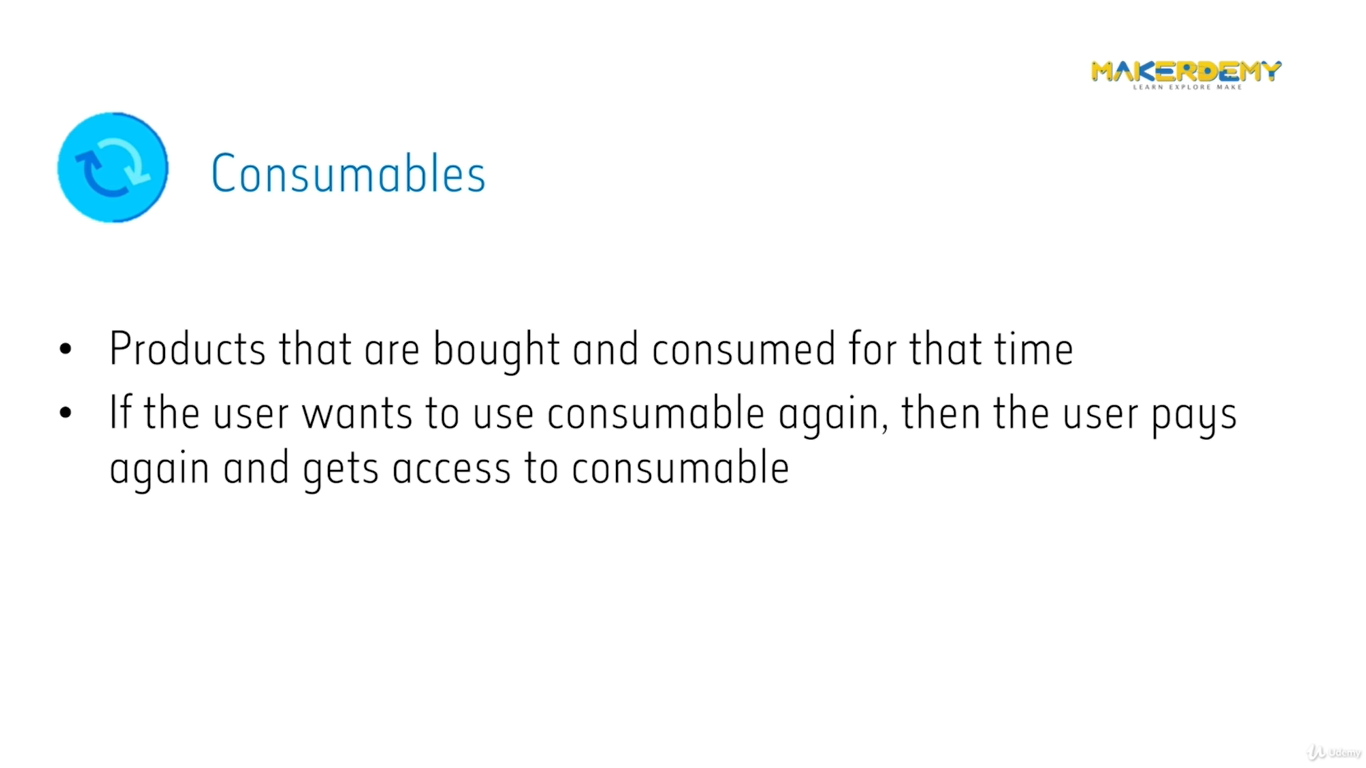 MAKERDEMY
LEARN EXPLORE MAKE
Consumables
• Products that are bought and consumed for that time
• If the user wants to use consumable again, then the user pays
again and gets access to consumable
Udemy